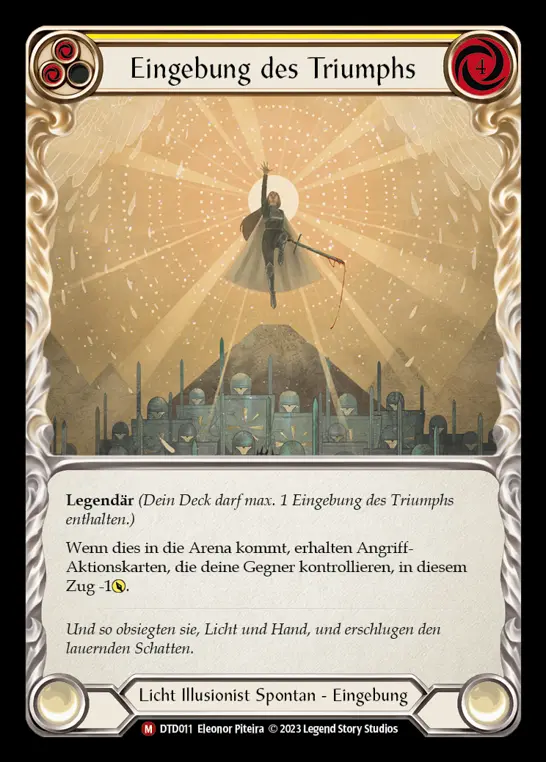 Eingebung des Triumphs
4
Legendär (Dein Deck darf max. 1 Eingebung des Triumphs
enthalten.)
Wenn dies in die Arena kommt, erhalten Angriff-
Aktionskarten, die deine Gegner kontrollieren, in diesem
Zug -1.
Und so obsiegten sie, Licht und Hand, und erschlugen den
lauernden Schatten.
Licht Illusionist Spontan - Eingebung
M DTD011 Eleonor Piteira © 2023 Legend Story Studios